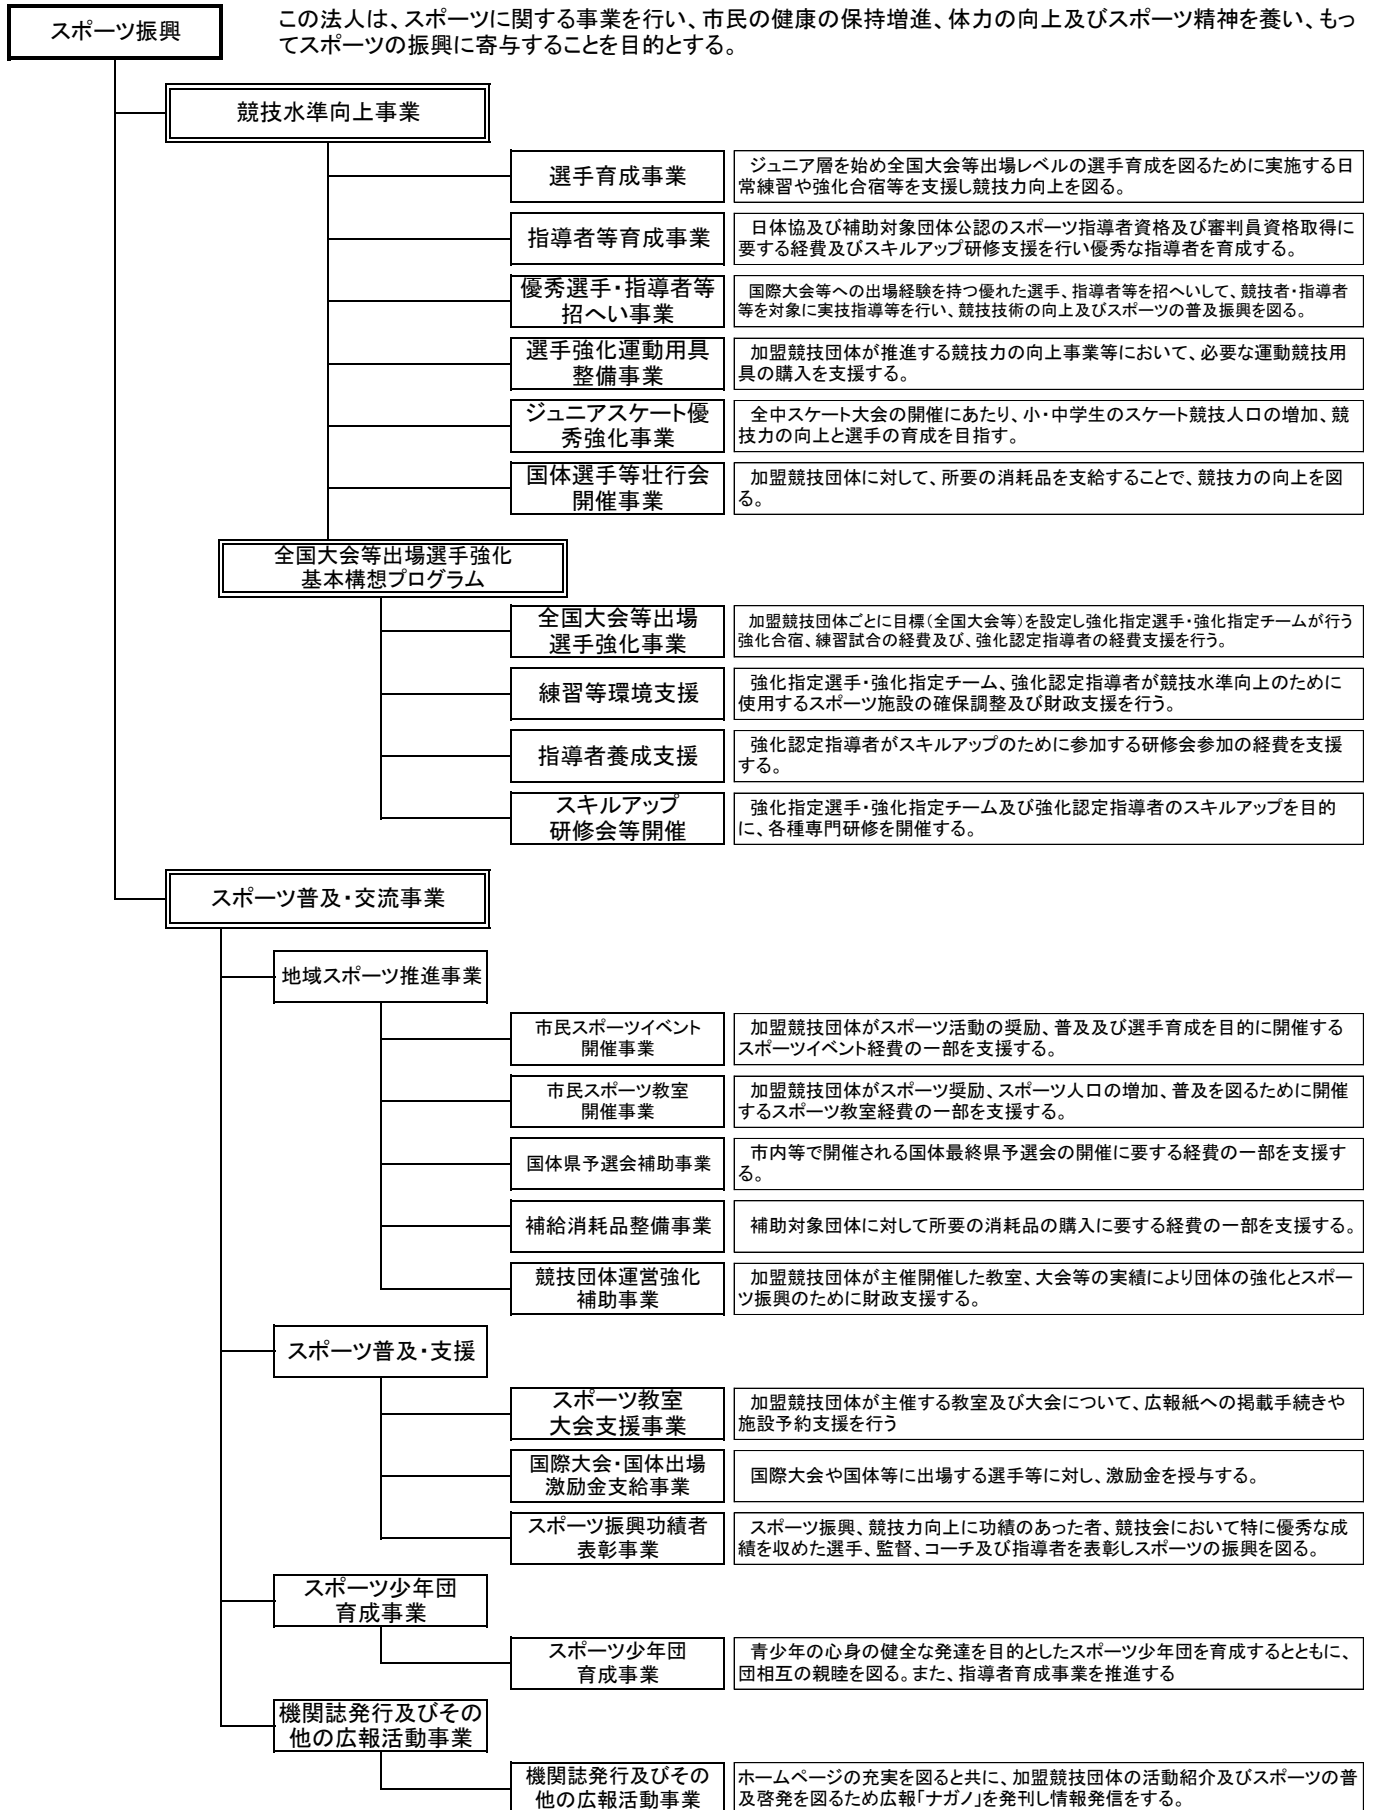 スポーツ振興
この法人は、スポーツに関する事業を行い、市民の健康の保持増進、体力の向上及びスポーツ精神を養い、もっ
てスポーツの振興に寄与することを目的とする。
競技水準向上事業
選手育成事業
ジュニア層を始め全国大会等出場レベルの選手育成を図るために実施する日
常練習や強化合宿等を支援し競技力向上を図る。
指導者等育成事業
日体協及び補助対象団体公認のスポーツ指導者資格及び審判員資格取得に
要する経費及びスキルアップ研修支援を行い優秀な指導者を育成する。
優秀選手・指導者等
招へい事業
国際大会等への出場経験を持つ優れた選手、指導者等を招へいして、競技者・指導者
等を対象に実技指導等を行い、競技技術の向上及びスポーツの普及振興を図る。
選手強化運動用具
整備事業
加盟競技団体が推進する競技力の向上事業等において、必要な運動競技用
具の購入を支援する。
ジュニアスケート優
秀強化事業
全中スケート大会の開催にあたり、小・中学生のスケート競技人口の増加、競
技力の向上と選手の育成を目指す。
国体選手等壮行会
開催事業
加盟競技団体に対して、所要の消耗品を支給することで、競技力の向上を図
る。
全国大会等出場選手強化
基本構想プログラム
全国大会等出場
選手強化事業
加盟競技団体ごとに目標(全国大会等)を設定し強化指定選手・強化指定チームが行う
強化合宿、練習試合の経費及び、強化認定指導者の経費支援を行う。
練習等環境支援
強化指定選手・強化指定チーム、強化認定指導者が競技水準向上のために
使用するスポーツ施設の確保調整及び財政支援を行う。
指導者養成支援
強化認定指導者がスキルアップのために参加する研修会参加の経費を支援
する。
スキルアップ
研修会等開催
強化指定選手・強化指定チーム及び強化認定指導者のスキルアップを目的
に、各種専門研修を開催する。
スポーツ普及・交流事業
地域スポーツ推進事業
市民スポーツイベント
開催事業
加盟競技団体がスポーツ活動の奨励、普及及び選手育成を目的に開催する
スポーツイベント経費の一部を支援する。
市民スポーツ教室
開催事業
加盟競技団体がスポーツ奨励、スポーツ人口の増加、普及を図るために開催
するスポーツ教室経費の一部を支援する。
国体県予選会補助事業
市内等で開催される国体最終県予選会の開催に要する経費の一部を支援す
る。
補給消耗品整備事業
補助対象団体に対して所要の消耗品の購入に要する経費の一部を支援する。
競技団体運営強化
補助事業
加盟競技団体が主催開催した教室、大会等の実績により団体の強化とスポー
ツ振興のために財政支援する。
スポーツ普及・支援
スポーツ教室
大会支援事業
加盟競技団体が主催する教室及び大会について、広報紙への掲載手続きや
施設予約支援を行う
国際大会・国体出場
激励金支給事業
国際大会や国体等に出場する選手等に対し、激励金を授与する。
スポーツ振興功績者
表彰事業
スポーツ振興、競技力向上に功績のあった者、競技会において特に優秀な成
績を収めた選手、監督、コーチ及び指導者を表彰しスポーツの振興を図る。
スポーツ少年団
育成事業
スポーツ少年団
育成事業
青少年の心身の健全な発達を目的としたスポーツ少年団を育成するとともに、
団相互の親睦を図る。また、指導者育成事業を推進する
機関誌発行及びその
他の広報活動事業
機関誌発行及びその
他の広報活動事業
ホームページの充実を図ると共に、加盟競技団体の活動紹介及びスポーツの普
及啓発を図るため広報「ナガノ」を発刊し情報発信をする。